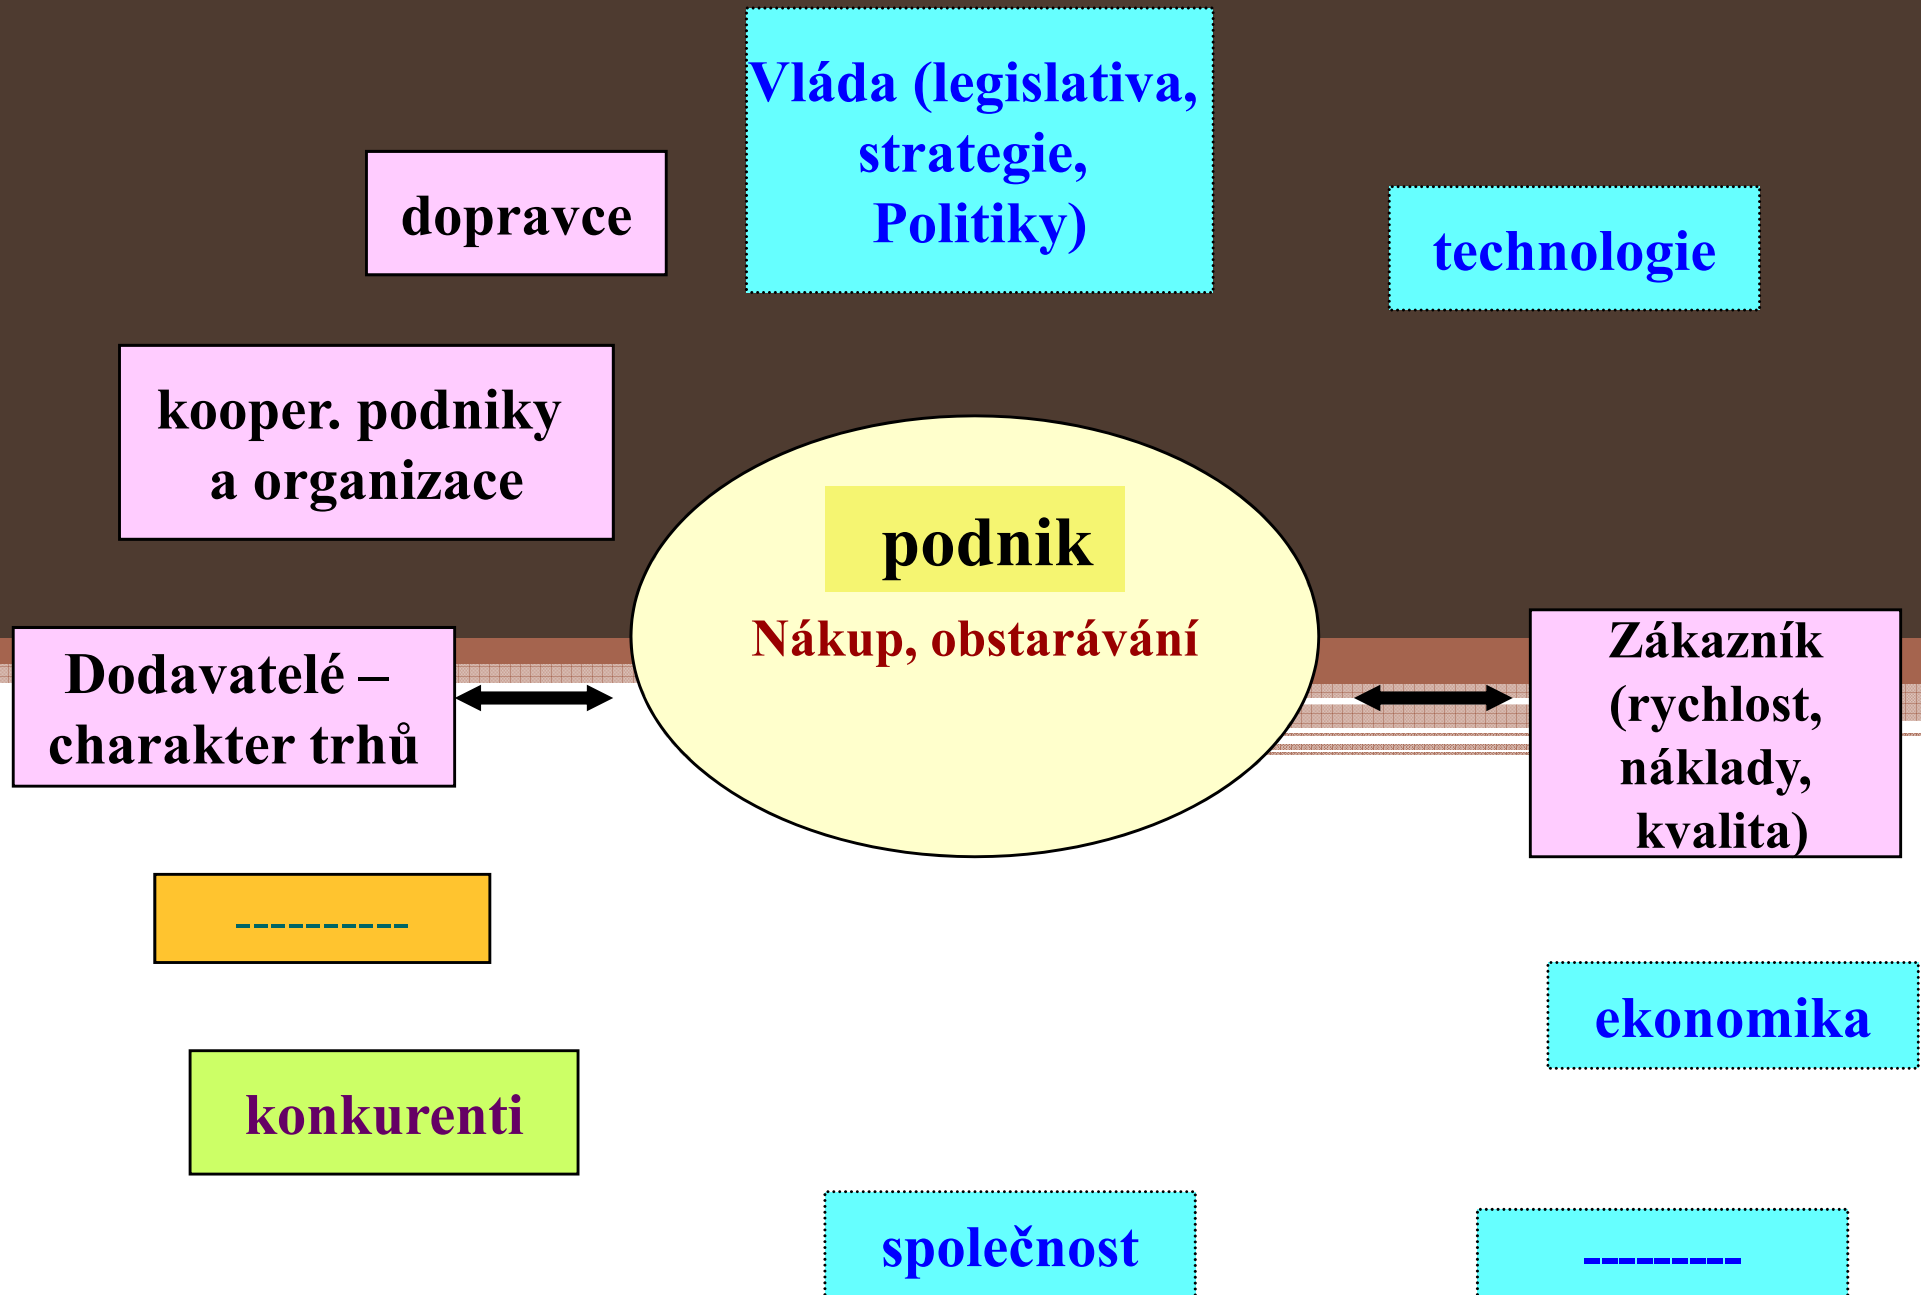 Vláda (legislativa,
strategie,
Politiky)
dopravce
technologie
kooper. podniky
a organizace
podnik
Nákup, obstarávání
Dodavatelé –
charakter trhů
Zákazník
(rychlost,
náklady,
kvalita)
----------
ekonomika
konkurenti
společnost
---------